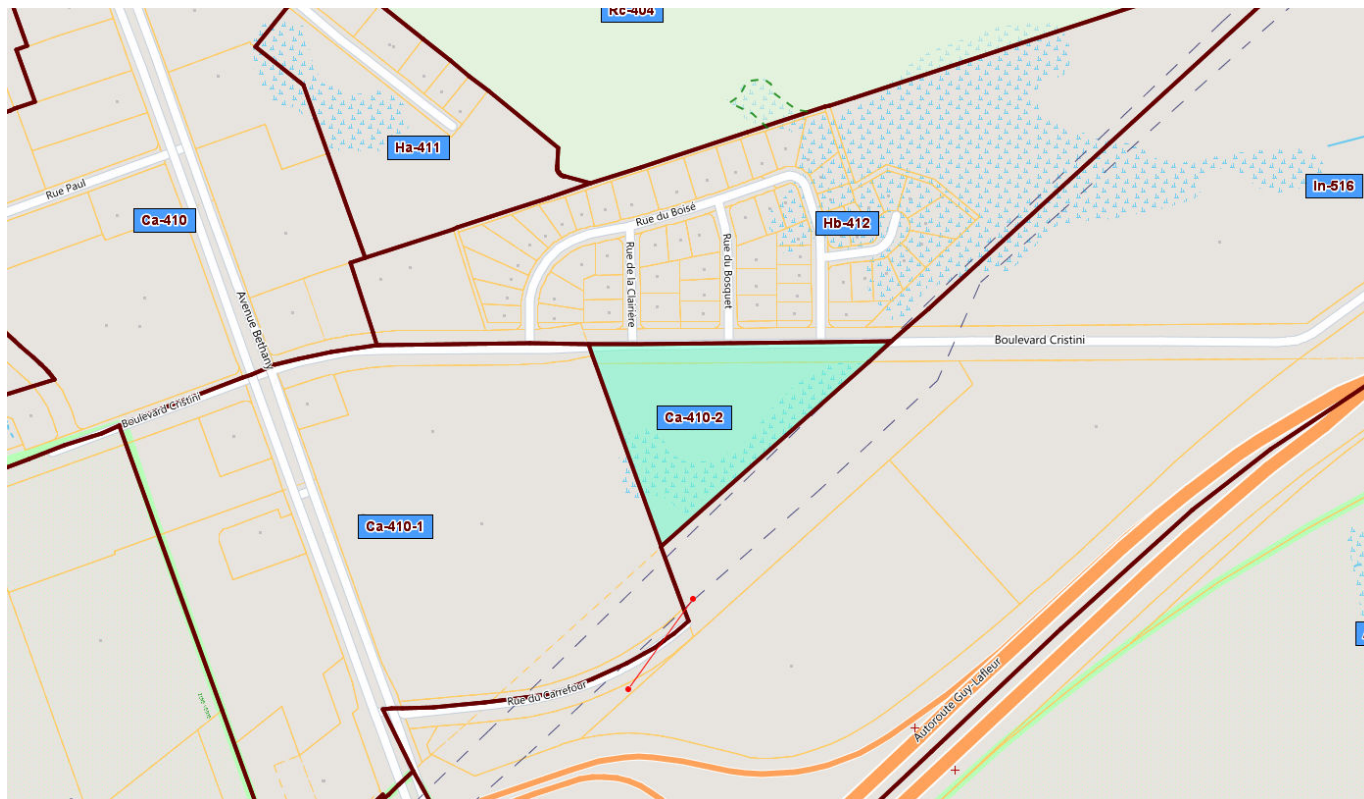 Rc-404
Ha-411
Rue Paul
Ca-410
In-516
Rue du Boisé
Hb-412
Rue de la Clairière
Rue du Bosquet
Avenue Bethany
Boulevard Cristini
Boulevard Cristini
Ca-410-2
Ca-410-1
Rue du Carrefour
Autoroute Guy-Lafleur